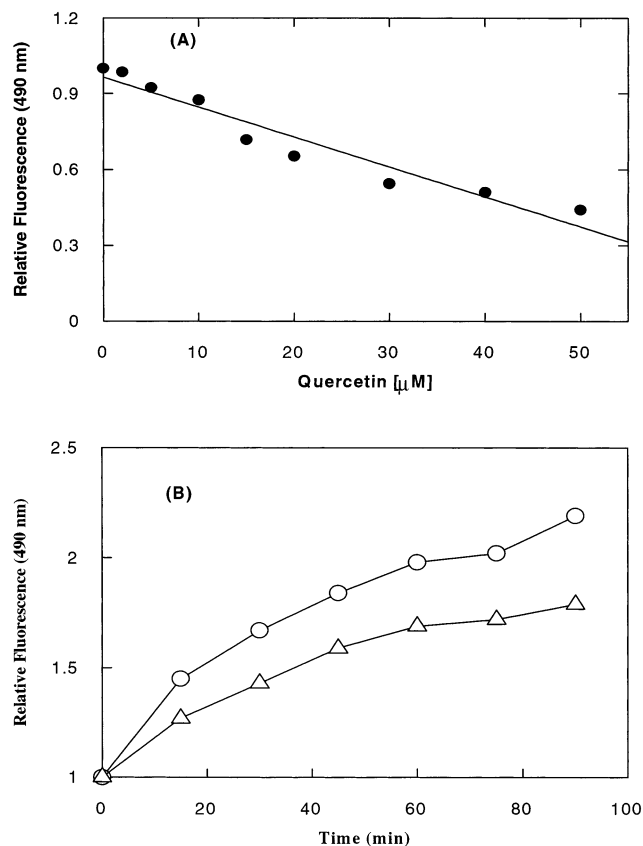 (A)
Relative Fluorescence (490 nm)
1.2
0.9
0.6
0.3
0
0 10 20 30 40 50
Quercetin [μM]
(B)
Relative Fluorescence (490 nm)
2.5
2
1.5
1
0 20 40 60 80 100
Time (min)